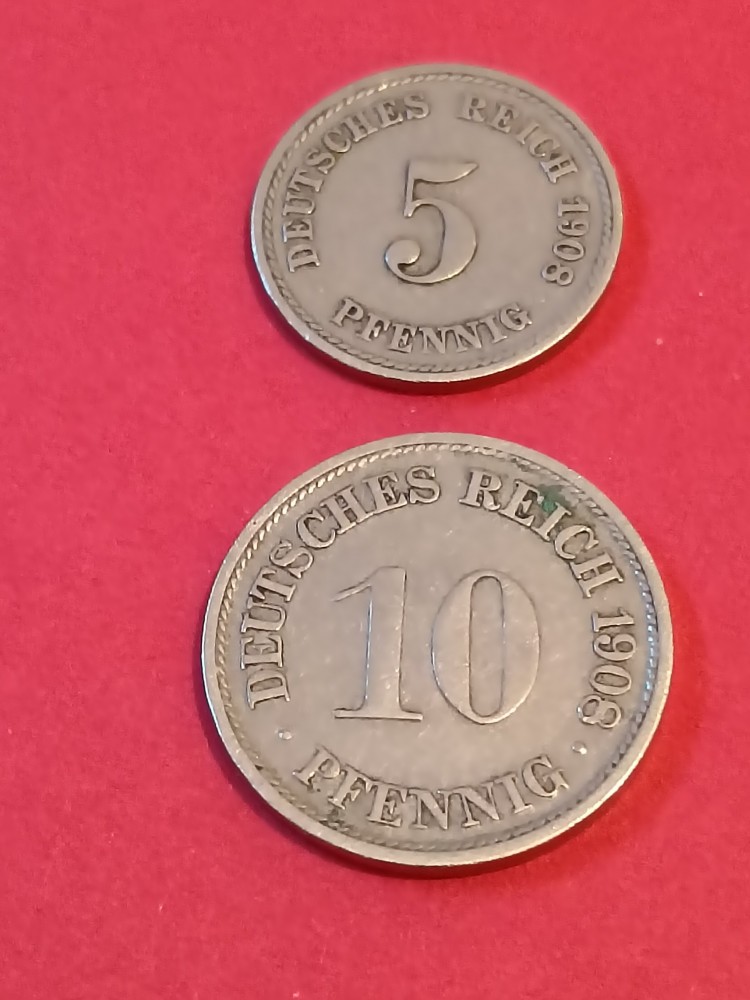 DEUTSCHES REICH 1908
5
PFENNIG
DEUTSCHES REICH 1908
10
PFENNIG